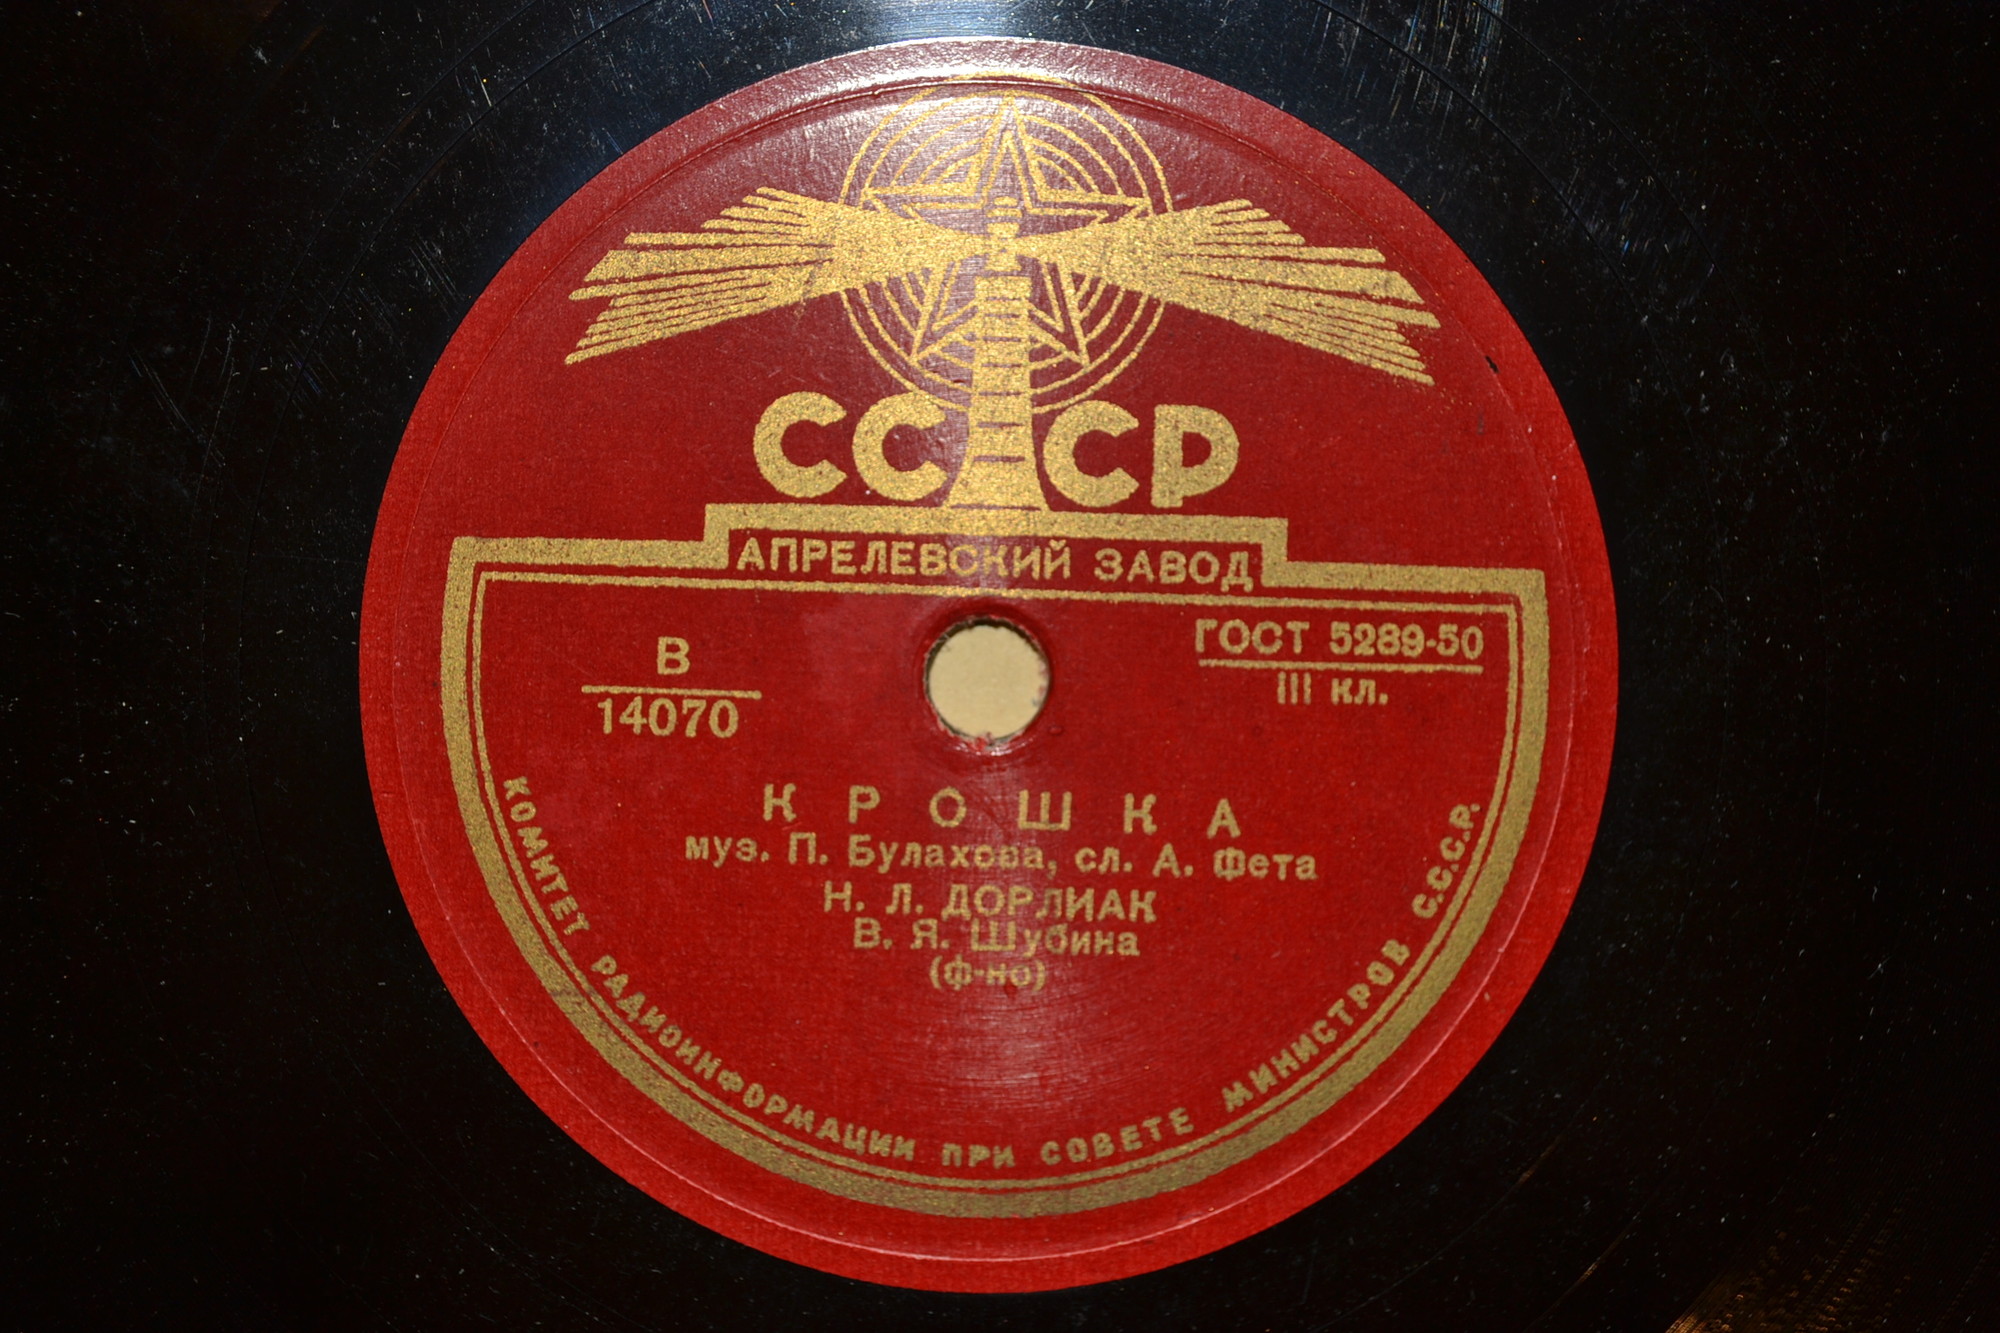 СССР
АПРЕЛЕВСКИЙ ЗАВОД
В
14070
ГОСТ 5289-50
III кл.
КРОШКА
муз. П. Булахова, сл. А. Фета
Н. Л. ДОРЛИАК
В. Я. Шубина
(ф-но)
КОМИТЕТ РАДИОИНФОРМАЦИИ ПРИ СОВЕТЕ МИНИСТРОВ С.С.С.Р.